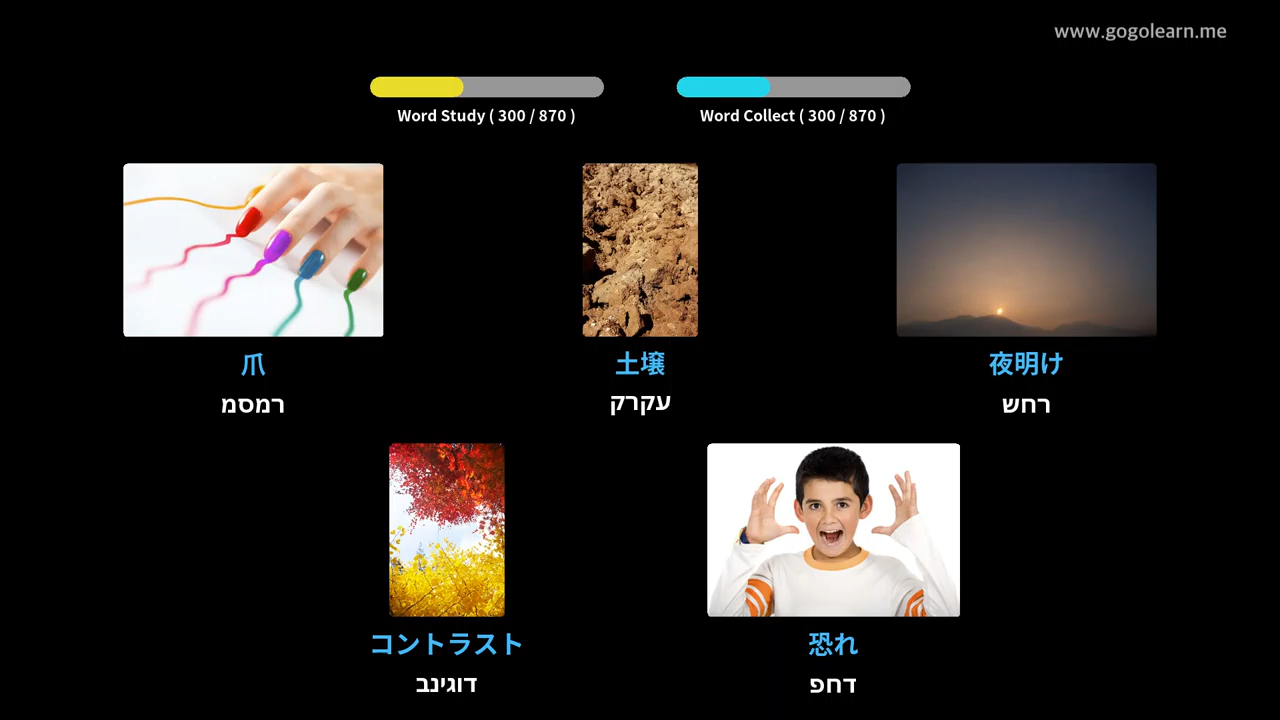 www.gogolearn.me
Word Study ( 300 / 870 )
Word Collect ( 300 / 870 )
爪
רמסמ
土壌
עקרק
夜明け
רחש
コントラスト
דוגינב
恐れ
דחפ